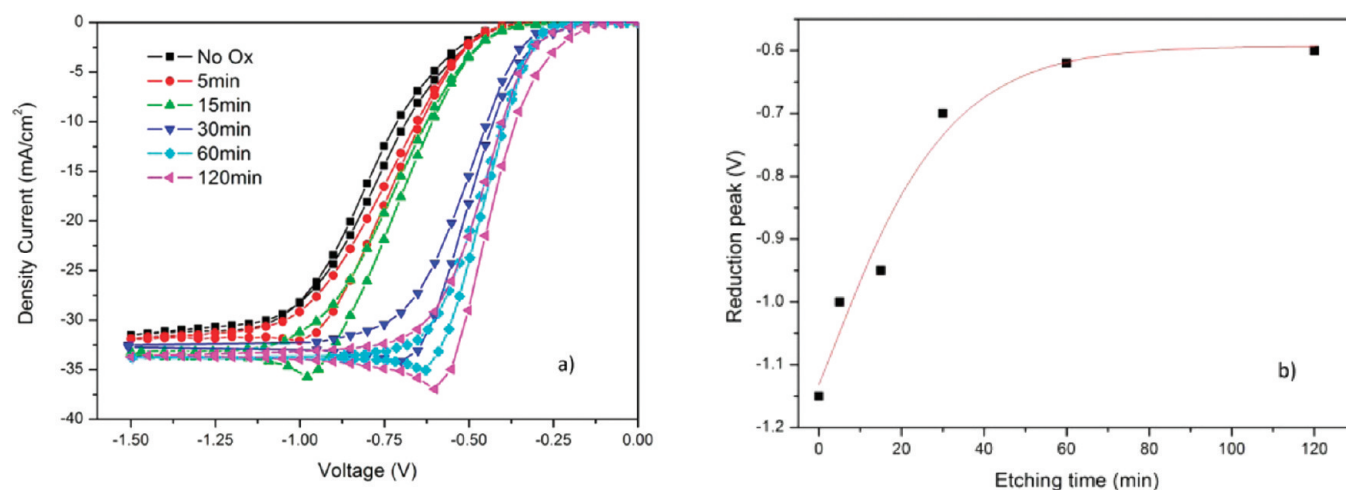 0
-5
-10
-15
-20
-25
-30
-35
-40
Density Current (mA/cm²)
No Ox
5min
15min
30min
60min
120min
a)
-1.50 -1.25 -1.00 -0.75 -0.50 -0.25 0.00
Voltage (V)
-0.6
-0.7
-0.8
-0.9
-1.0
-1.1
-1.2
Reduction peak (V)
b)
0 20 40 60 80 100 120
Etching time (min)